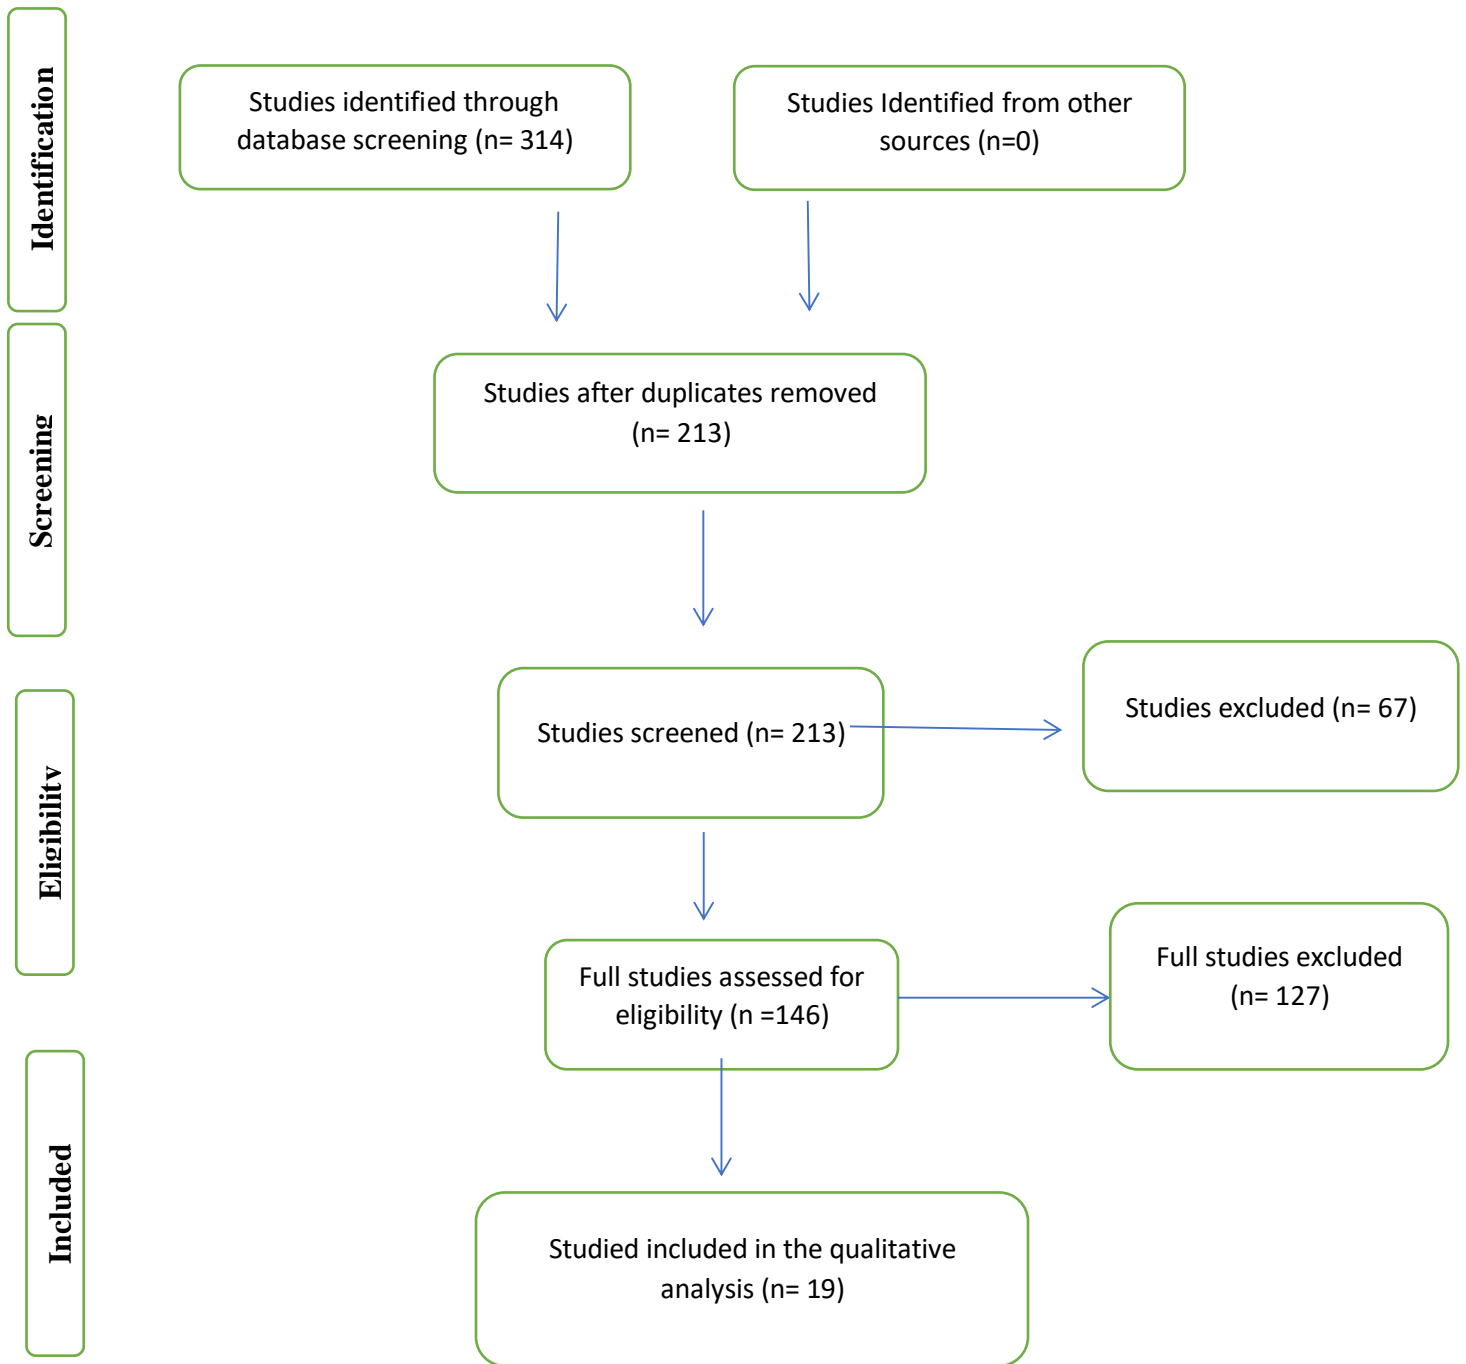 Identification
Studies identified through
database screening (n= 314)
Studies Identified from other
sources (n=0)
Screening
Studies after duplicates removed
(n= 213)
Eligibility
Studies screened (n= 213)
Studies excluded (n= 67)
Full studies assessed for
eligibility (n =146)
Full studies excluded
(n= 127)
Included
Studied included in the qualitative
analysis (n= 19)